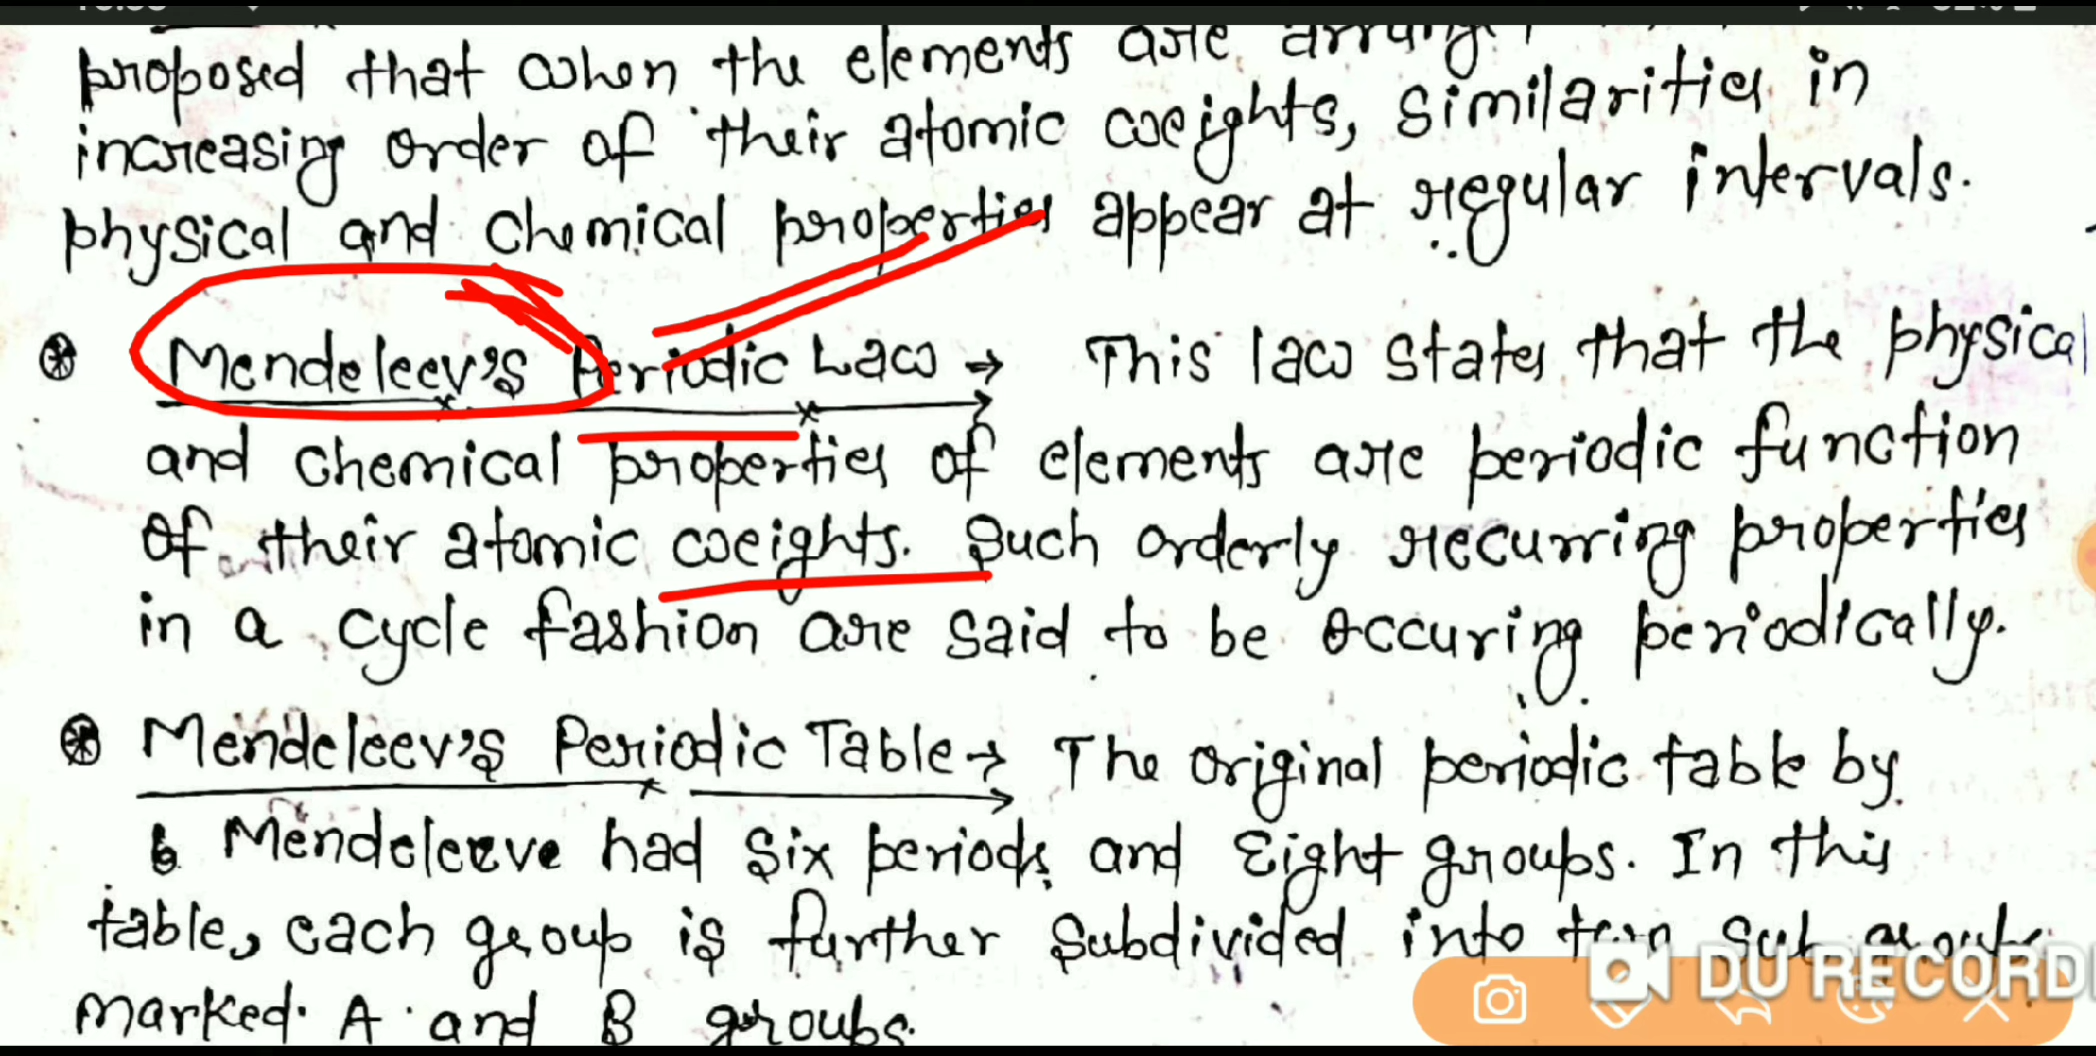 proposed that when the elements are
increasing order of their atomic weights, similarities in
physical and chemical properties appear at regular intervals.
Mendeleev's Periodic Law → This law states that the physical
and chemical properties of elements are periodic function
of their atomic weights. Such orderly recurring properties
in a cycle fashion are said to be occuring periodically.
Mendeleev's Periodic Table → The original periodic table by
Mendeleeve had six periods and Eight groups. In this
table, each group is further subdivided into two sub groups
marked A and B groups.
DU RECORD